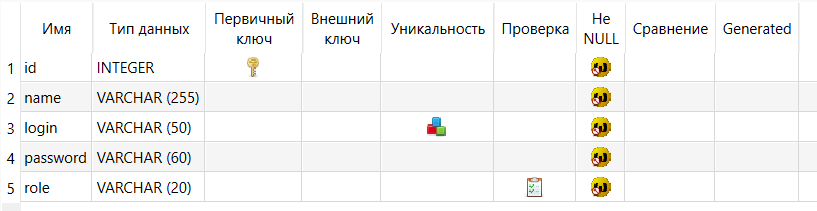 Имя Тип данных Первичный ключ Внешний ключ Уникальность Проверка Не NULL Сравнение Generated
1 id INTEGER
2 name VARCHAR (255)
3 login VARCHAR (50)
4 password VARCHAR (60)
5 role VARCHAR (20)